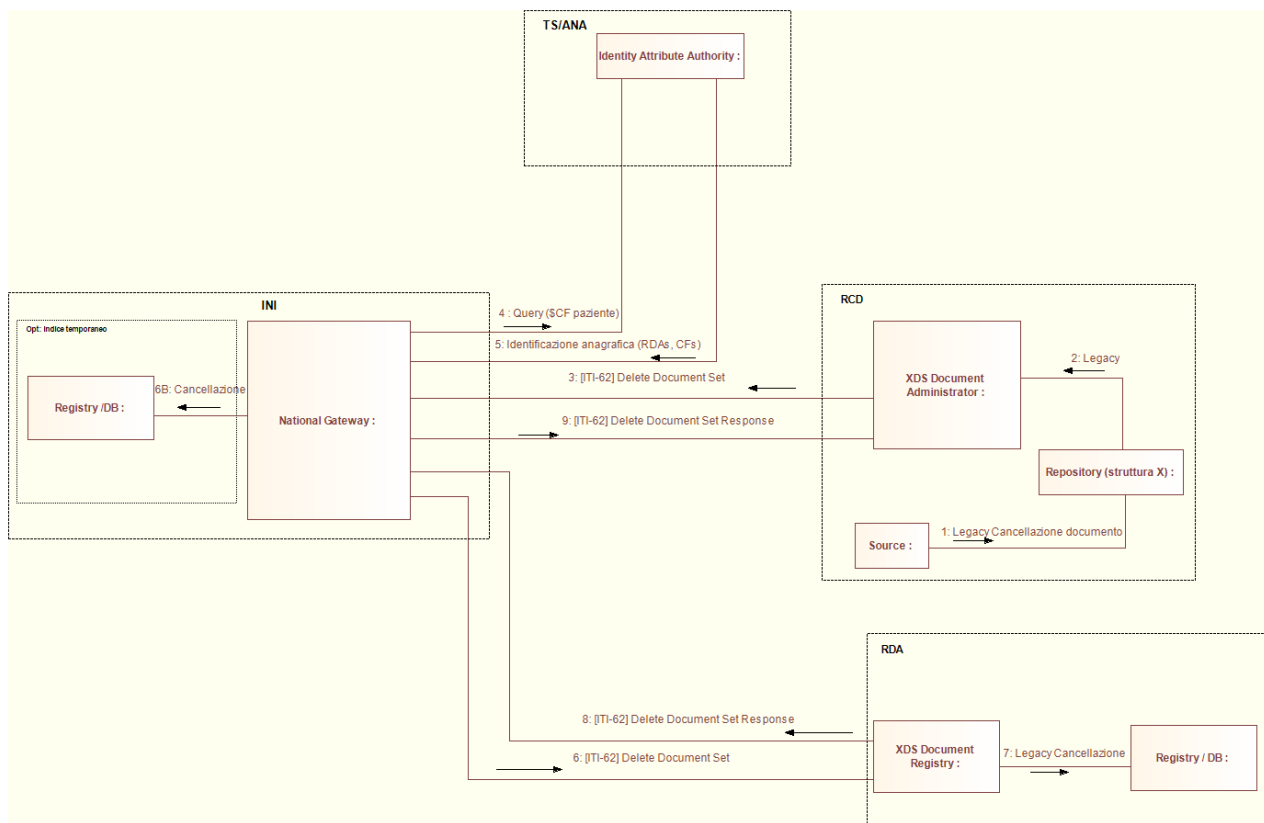 TS/ANA
Identity Attribute Authority :
INI
Opt: Indice temporaneo
Registry /DB :
6B: Cancellazione
National Gateway :
4 : Query ($CF paziente)
5: Identificazione anagrafica (RDAs, CFs)
3: [ITI-62] Delete Document Set
9: [ITI-62] Delete Document Set Response
RCD
XDS Document
Administrator :
2: Legacy
Repository (struttura X) :
Source :
1: Legacy Cancellazione documento
RDA
8: [ITI-62] Delete Document Set Response
6: [ITI-62] Delete Document Set
XDS Document
Registry :
7: Legacy Cancellazione
Registry / DB :